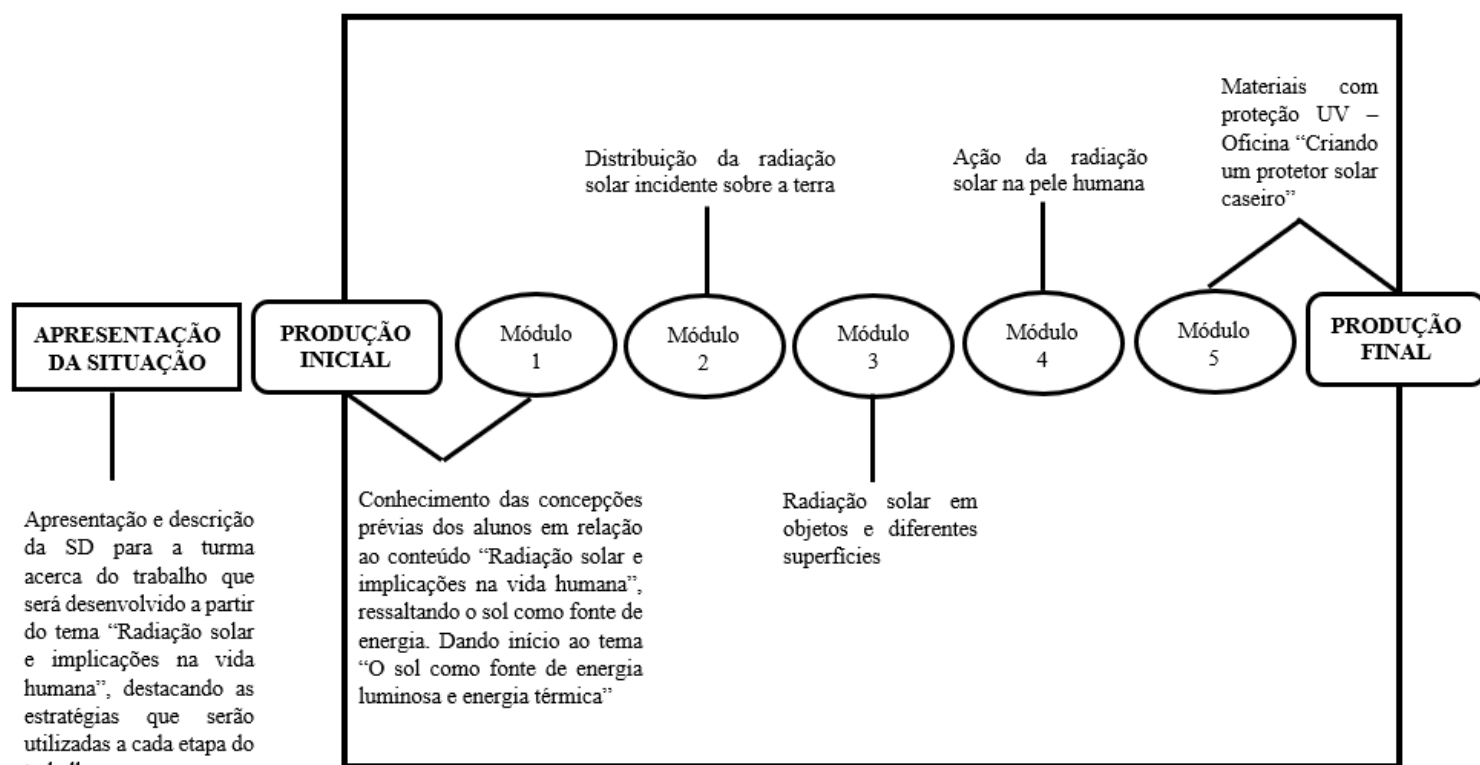 Materiais com
proteção UV –
Oficina “Criando
um protetor solar
caseiro”
Distribuição da radiação
solar incidente sobre a terra
Ação da radiação
solar na pele humana
APRESENTAÇÃO
DA SITUAÇÃO
PRODUÇÃO
INICIAL
Módulo
1
Módulo
2
Módulo
3
Módulo
4
Módulo
5
PRODUÇÃO
FINAL
Apresentação e descrição
da SD para a turma
acerca do trabalho que
será desenvolvido a partir
do tema “Radiação solar
e implicações na vida
humana”, destacando as
estratégias que serão
utilizadas a cada etapa do
Conhecimento das concepções
prévias dos alunos em relação
ao conteúdo “Radiação solar e
implicações na vida humana”,
ressaltando o sol como fonte de
energia. Dando início ao tema
“O sol como fonte de energia
luminosa e energia térmica”
Radiação solar em
objetos e diferentes
superfícies